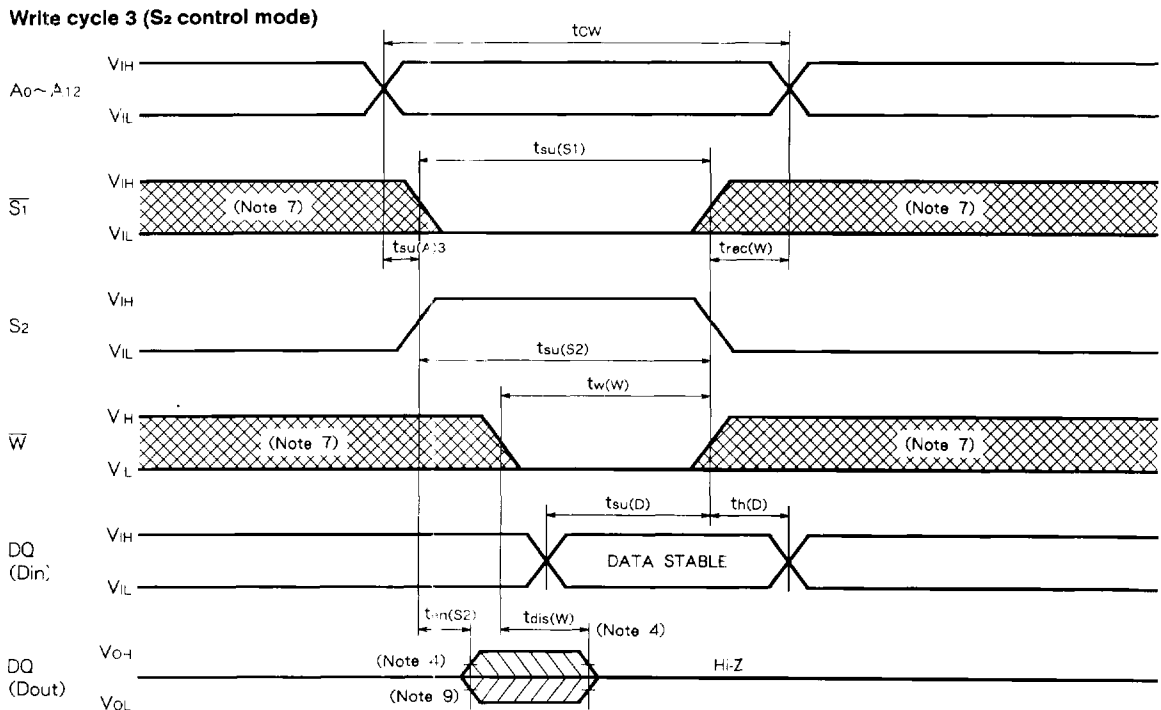 Write cycle 3 (S2 control mode)
tCW
VIH
A0~A12
VIL
tsu(S1)
VIH
S1
(Note 7)
(Note 7)
VIL
tsu(A)3
trec(W)
VIH
S2
VIL
tsu(S2)
tw(W)
V H
W
(Note 7)
(Note 7)
V L
tsu(D)
th(D)
VIH
DQ
(Din)
DATA STABLE
VIL
ten(S2)
tdis(W)
(Note 4)
VOH
(Note 4)
Hi-Z
DQ
(Dout)
(Note 9)
VOL